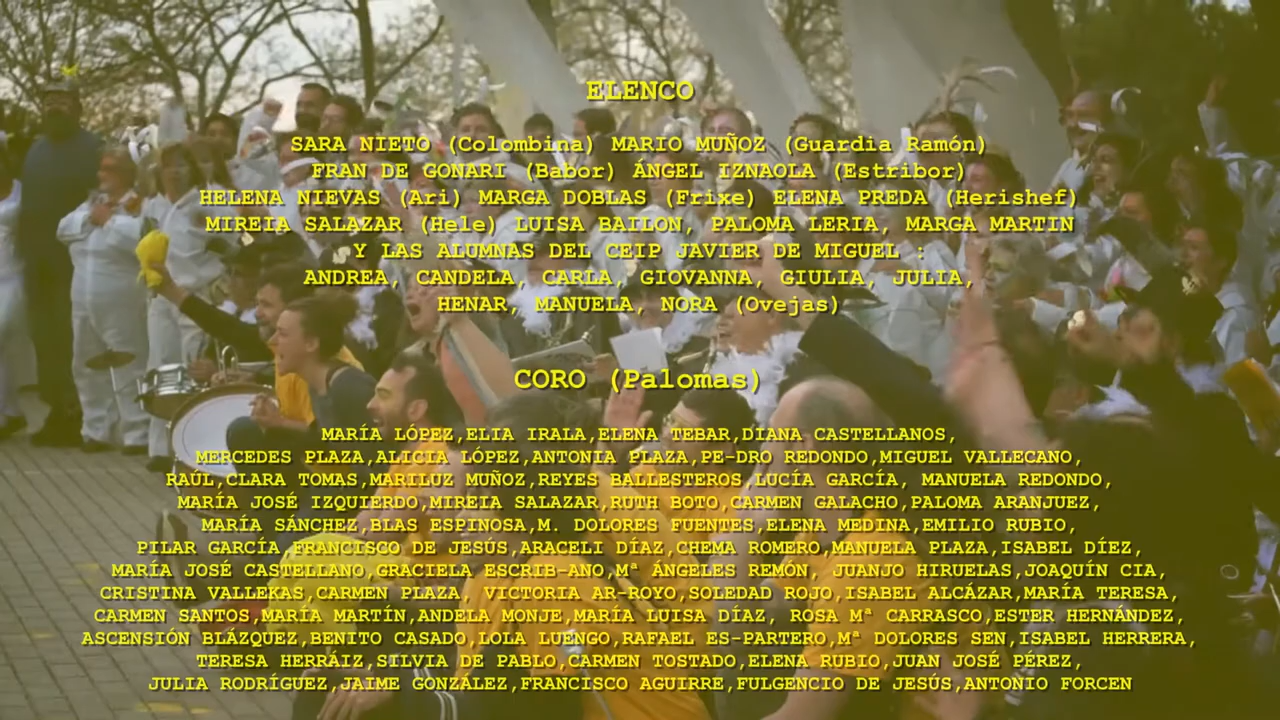 ELENCO
SARA NIETO (Colombina) MARIO MUÑOZ (Guardia Ramón)
FRAN DE GONARI (Babor) ÁNGEL IZNAOLA (Estribor)
HELENA NIEVAS (Ari) MARGA DOBLAS (Frixe) ELENA PREDA (Herishef)
MIREIA SALAZAR (Hele) LUISA BAILON, PALOMA LERIA, MARGA MARTIN
Y LAS ALUMNAS DEL CEIP JAVIER DE MIGUEL :
ANDREA, CANDELA, CARLA, GIOVANNA, GIULIA, JULIA,
HENAR, MANUELA, NORA (Ovejas)
CORO (Palomas)
MARÍA LÓPEZ,ELIA IRALA,ELENA TEBAR,DIANA CASTELLANOS,
MERCEDES PLAZA,ALICIA LÓPEZ,ANTONIA PLAZA,PE-DRO REDONDO,MIGUEL VALLECANO,
RAÚL,CLARA TOMAS,MARILUZ MUÑOZ,REYES BALLESTEROS,LUCÍA GARCÍA, MANUELA REDONDO,
MARÍA JOSÉ IZQUIERDO,MIREIA SALAZAR,RUTH BOTO,CARMEN GALACHO,PALOMA ARANJUEZ,
MARÍA SÁNCHEZ,BLAS ESPINOSA,M. DOLORES FUENTES,ELENA MEDINA,EMILIO RUBIO,
PILAR GARCÍA,FRANCISCO DE JESÚS,ARACELI DÍAZ,CHEMA ROMERO,MANUELA PLAZA,ISABEL DÍEZ,
MARÍA JOSÉ CASTELLANO,GRACIELA ESCRIB-ANO,Mª ÁNGELES REMÓN, JUANJO HIRUELAS,JOAQUÍN CIA,
CRISTINA VALLEKAS,CARMEN PLAZA, VICTORIA AR-ROYO,SOLEDAD ROJO,ISABEL ALCÁZAR,MARÍA TERESA,
CARMEN SANTOS,MARÍA MARTÍN,ANDELA MONJE,MARÍA LUISA DÍAZ, ROSA Mª CARRASCO,ESTER HERNÁNDEZ,
ASCENSIÓN BLÁZQUEZ,BENITO CASADO,LOLA LUENGO,RAFAEL ES-PARTERO,Mª DOLORES SEN,ISABEL HERRERA,
TERESA HERRÁIZ,SILVIA DE PABLO,CARMEN TOSTADO,ELENA RUBIO,JUAN JOSÉ PÉREZ,
JULIA RODRÍGUEZ,JAIME GONZÁLEZ,FRANCISCO AGUIRRE,FULGENCIO DE JESÚS,ANTONIO FORCEN